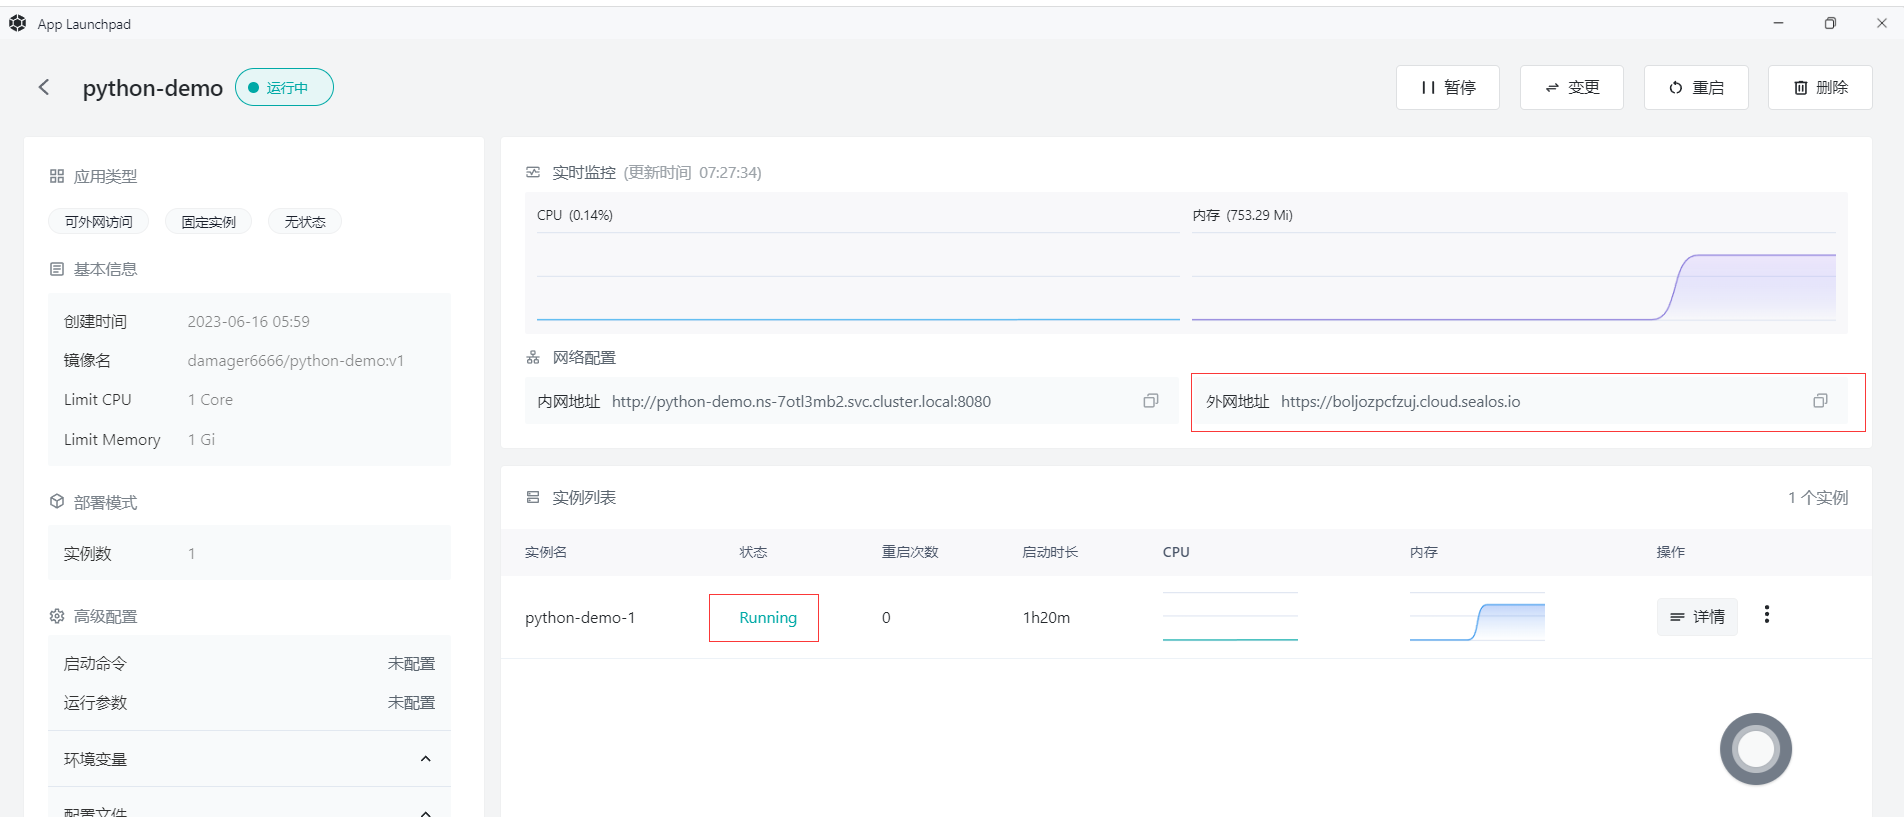 App Launchpad
python-demo
运行中
暂停
变更
重启
删除
应用类型
可外网访问
固定实例
无状态
基本信息
创建时间 2023-06-16 05:59
镜像名 damager6666/python-demo:v1
Limit CPU 1 Core
Limit Memory 1 Gi
部署模式
实例数 1
高级配置
启动命令 未配置
运行参数 未配置
环境变量
配置文件
实时监控 (更新时间 07:27:34)
CPU (0.14%)
内存 (753.29 Mi)
网络配置
内网地址 http://python-demo.ns-7otl3mb2.svc.cluster.local:8080
外网地址 https://boljozpcfzuj.cloud.sealos.io
实例列表
1 个实例
实例名 状态 重启次数 启动时长 CPU 内存 操作
python-demo-1 Running 0 1h20m 详情